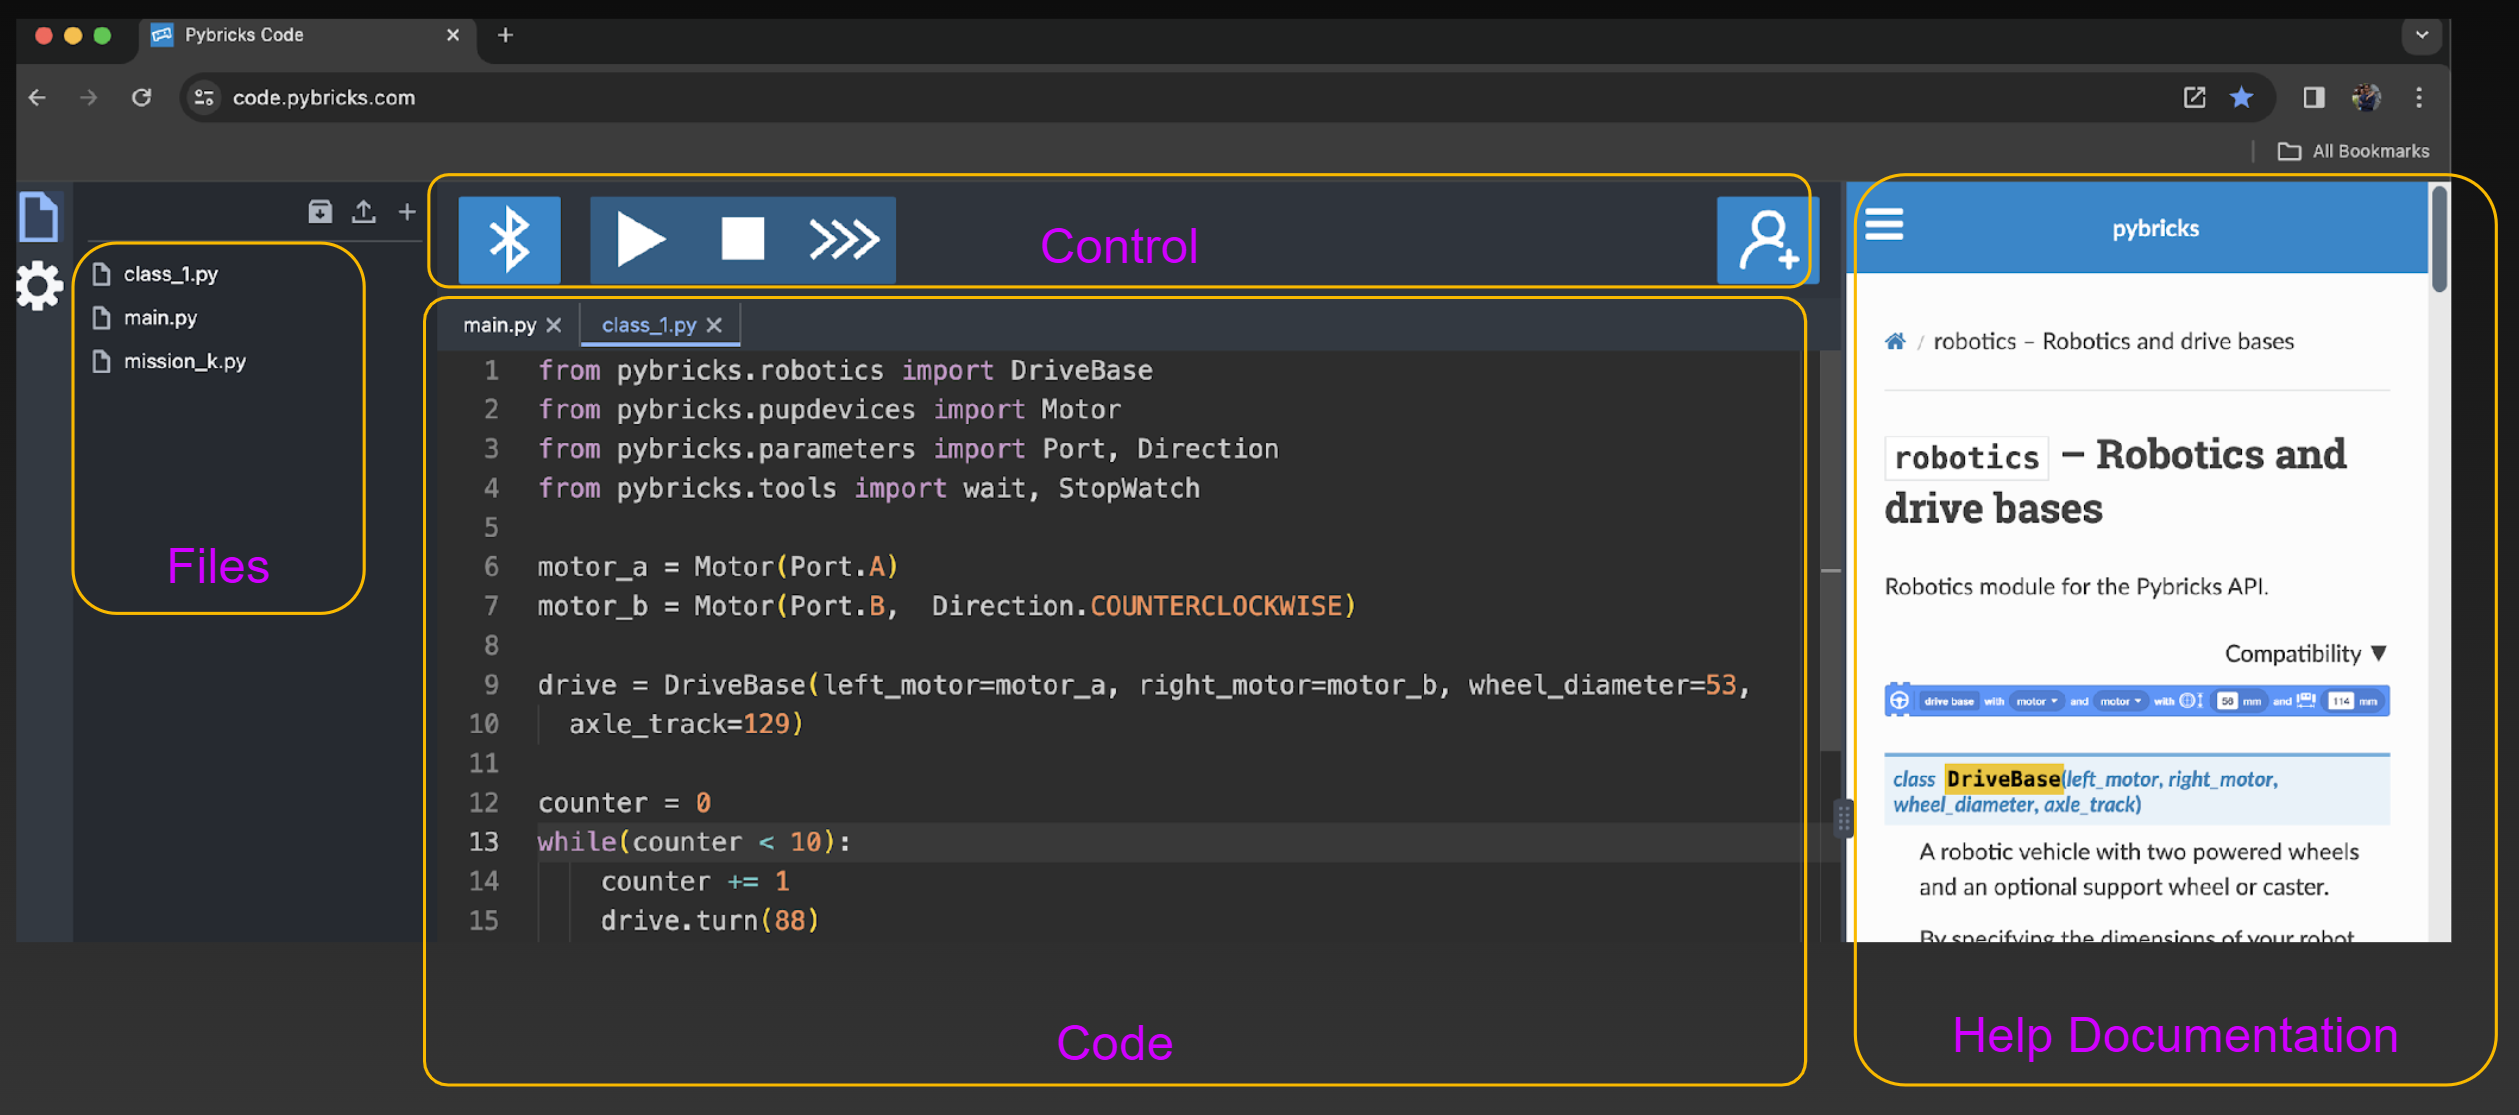 Pybricks Code
code.pybricks.com
All Bookmarks
class_1.py
main.py
mission_k.py
Files
Control
main.py
class_1.py
1 from pybricks.robotics import DriveBase
2 from pybricks.pupdevices import Motor
3 from pybricks.parameters import Port, Direction
4 from pybricks.tools import wait, StopWatch
5
6 motor_a = Motor(Port.A)
7 motor_b = Motor(Port.B,  Direction.COUNTERCLOCKWISE)
8
9 drive = DriveBase(left_motor=motor_a, right_motor=motor_b, wheel_diameter=53,
10   axle_track=129)
11
12 counter = 0
13 while(counter < 10):
14     counter += 1
15     drive.turn(88)
Code
pybricks
/ robotics – Robotics and drive bases
robotics – Robotics and
drive bases
Robotics module for the Pybricks API.
Compatibility ▼
drive base with motor and motor with 56 mm and 114 mm
class DriveBase(left_motor, right_motor,
wheel_diameter, axle_track)
A robotic vehicle with two powered wheels
and an optional support wheel or caster.
By specifying the dimensions of your robot
Help Documentation